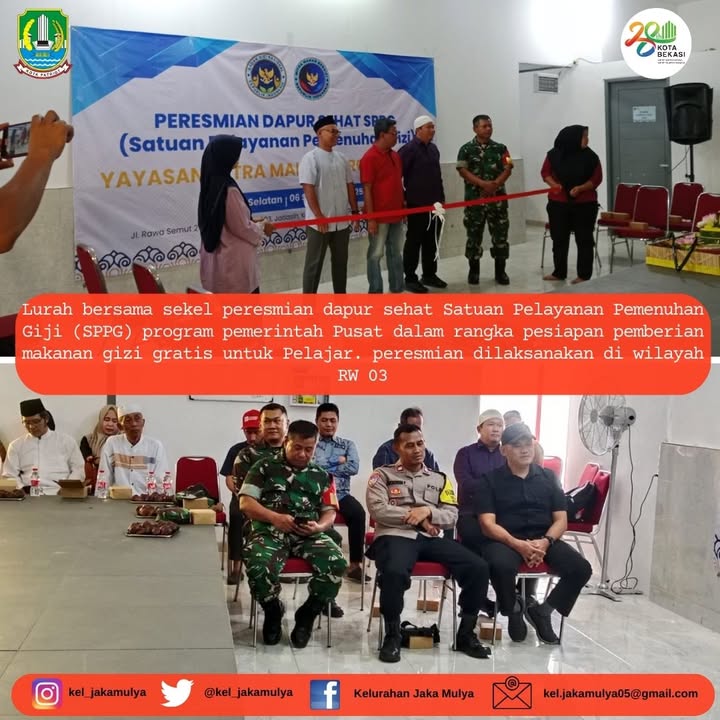 KOTA BEKASI
PERESMIAN DAPUR SEHAT SPPG
(Satuan Pelayanan Pemenuhan Gizi)
YAYASAN
Selatan | 06
Jl. Rawa Semut
Lurah bersama sekel peresmian dapur sehat Satuan Pelayanan Pemenuhan
Giji (SPPG) program pemerintah Pusat dalam rangka pesiapan pemberian
makanan gizi gratis untuk Pelajar. peresmian dilaksanakan di wilayah
RW 03
kel_jakamulya
@kel_jakamulya
Kelurahan Jaka Mulya
kel.jakamulya05@gmail.com